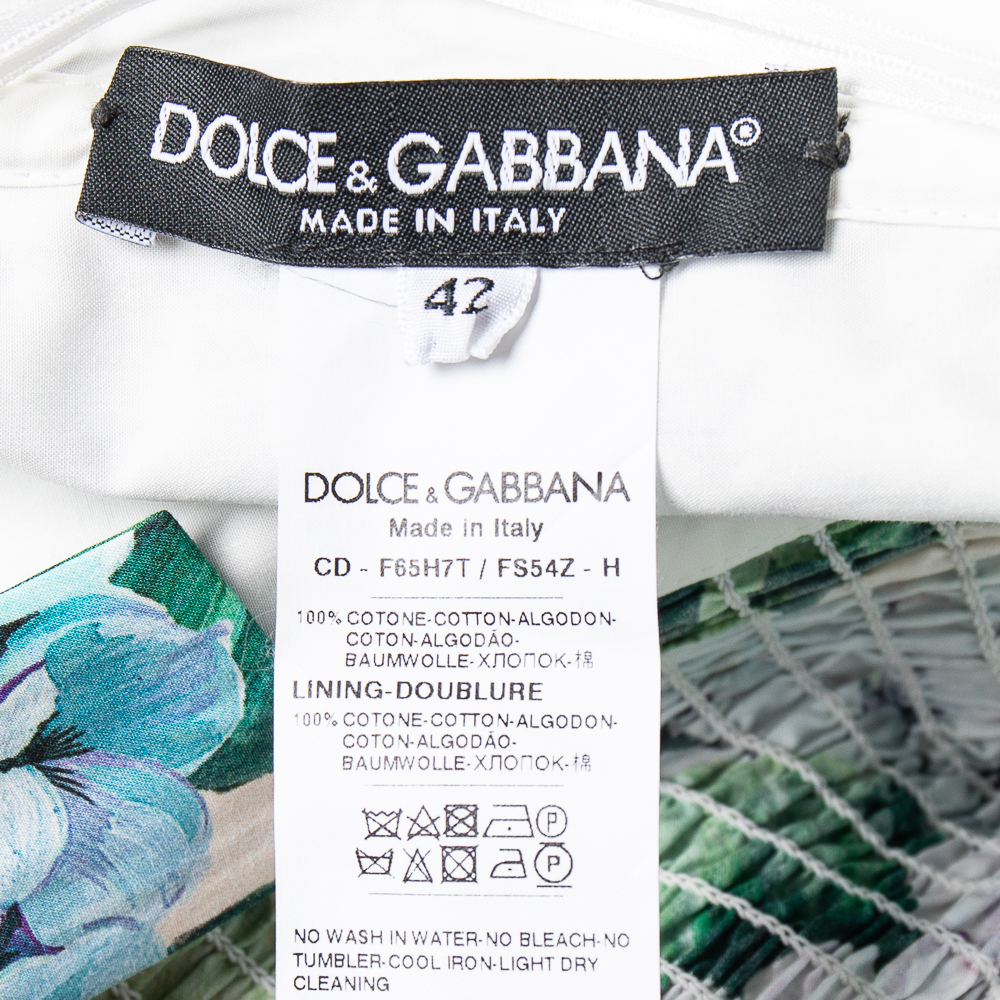 DOLCE & GABBANA®
MADE IN ITALY
42
DOLCE & GABBANA
Made in Italy
CD - F65H7T / FS54Z - H
100% COTONE-COTTON-ALGODON-
COTON-ALGODÃO-
BAUMWOLLE-ХЛОПОК-棉
LINING-DOUBLURE
100% COTONE-COTTON-ALGODON-
COTON-ALGODÃO-
BAUMWOLLE-ХЛОПОК-棉
P
P
NO WASH IN WATER-NO BLEACH-NO
TUMBLER-COOL IRON-LIGHT DRY
CLEANING